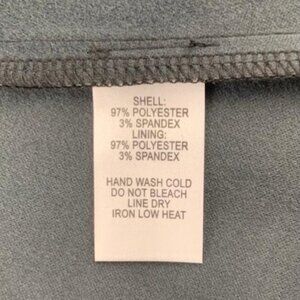 SHELL:
97% POLYESTER
3% SPANDEX
LINING:
97% POLYESTER
3% SPANDEX
HAND WASH COLD
DO NOT BLEACH
LINE DRY
IRON LOW HEAT